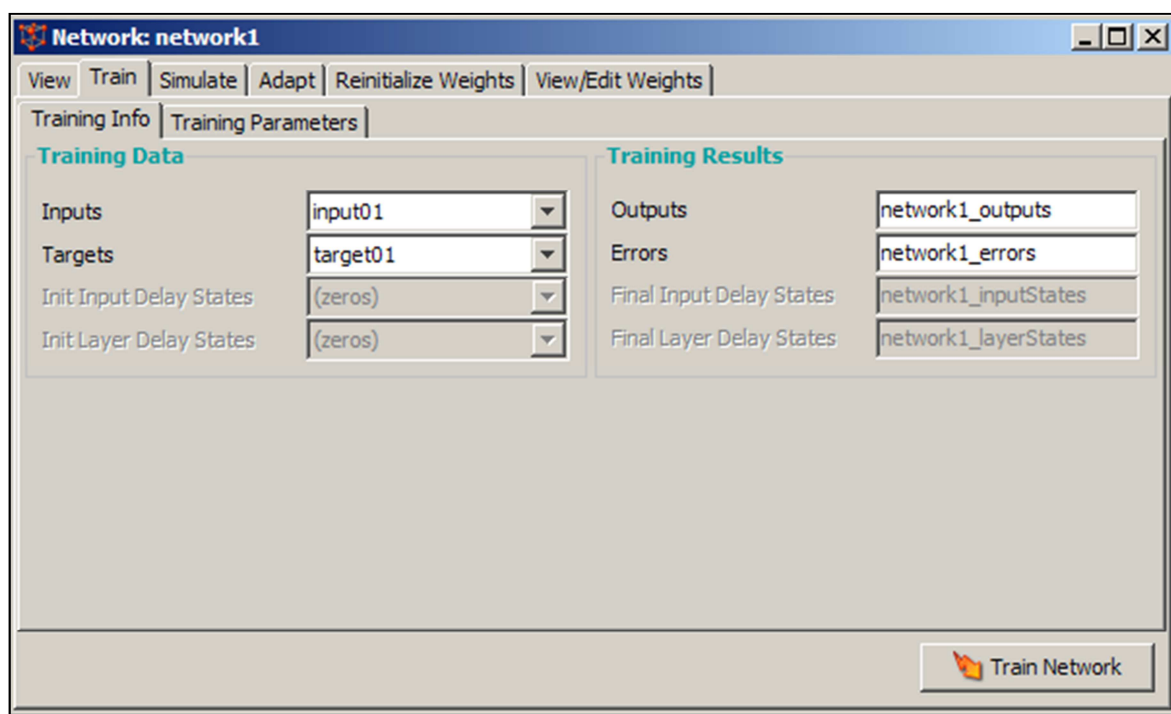 Network: network1
View Train Simulate Adapt Reinitialize Weights View/Edit Weights
Training Info Training Parameters
Training Data
Inputs input01
Targets target01
Init Input Delay States (zeros)
Init Layer Delay States (zeros)
Training Results
Outputs network1_outputs
Errors network1_errors
Final Input Delay States network1_inputStates
Final Layer Delay States network1_layerStates
Train Network